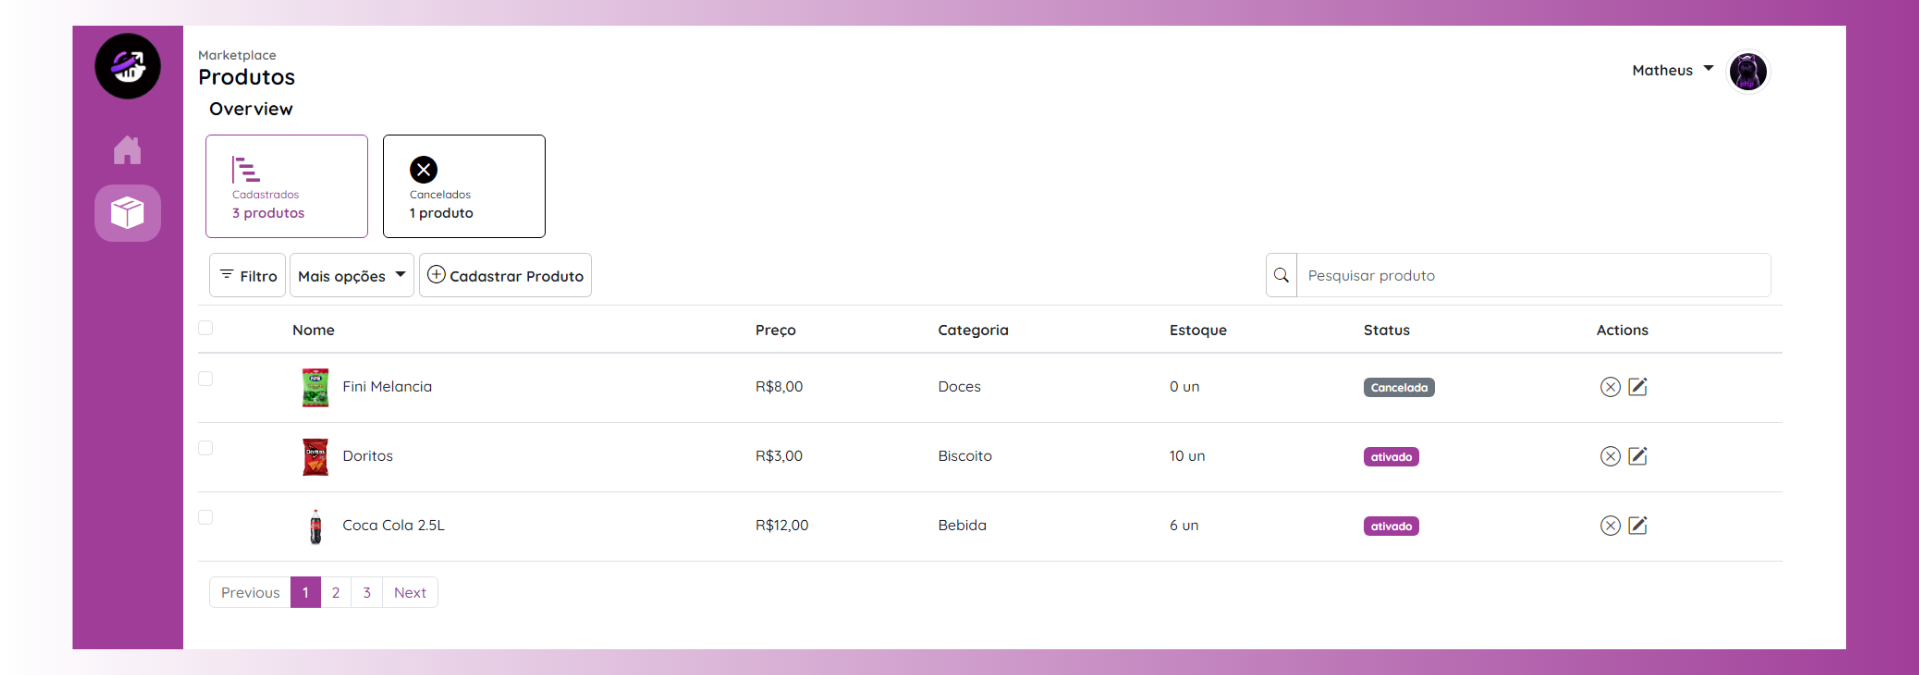 Marketplace
Produtos
Matheus
Overview
Cadastrados
3 produtos
Cancelados
1 produto
Filtro
Mais opções
Cadastrar Produto
Pesquisar produto
Nome Preço Categoria Estoque Status Actions
Fini Melancia R$8,00 Doces 0 un Cancelada
Doritos R$3,00 Biscoito 10 un ativado
Coca Cola 2.5L R$12,00 Bebida 6 un ativado
Previous 1 2 3 Next